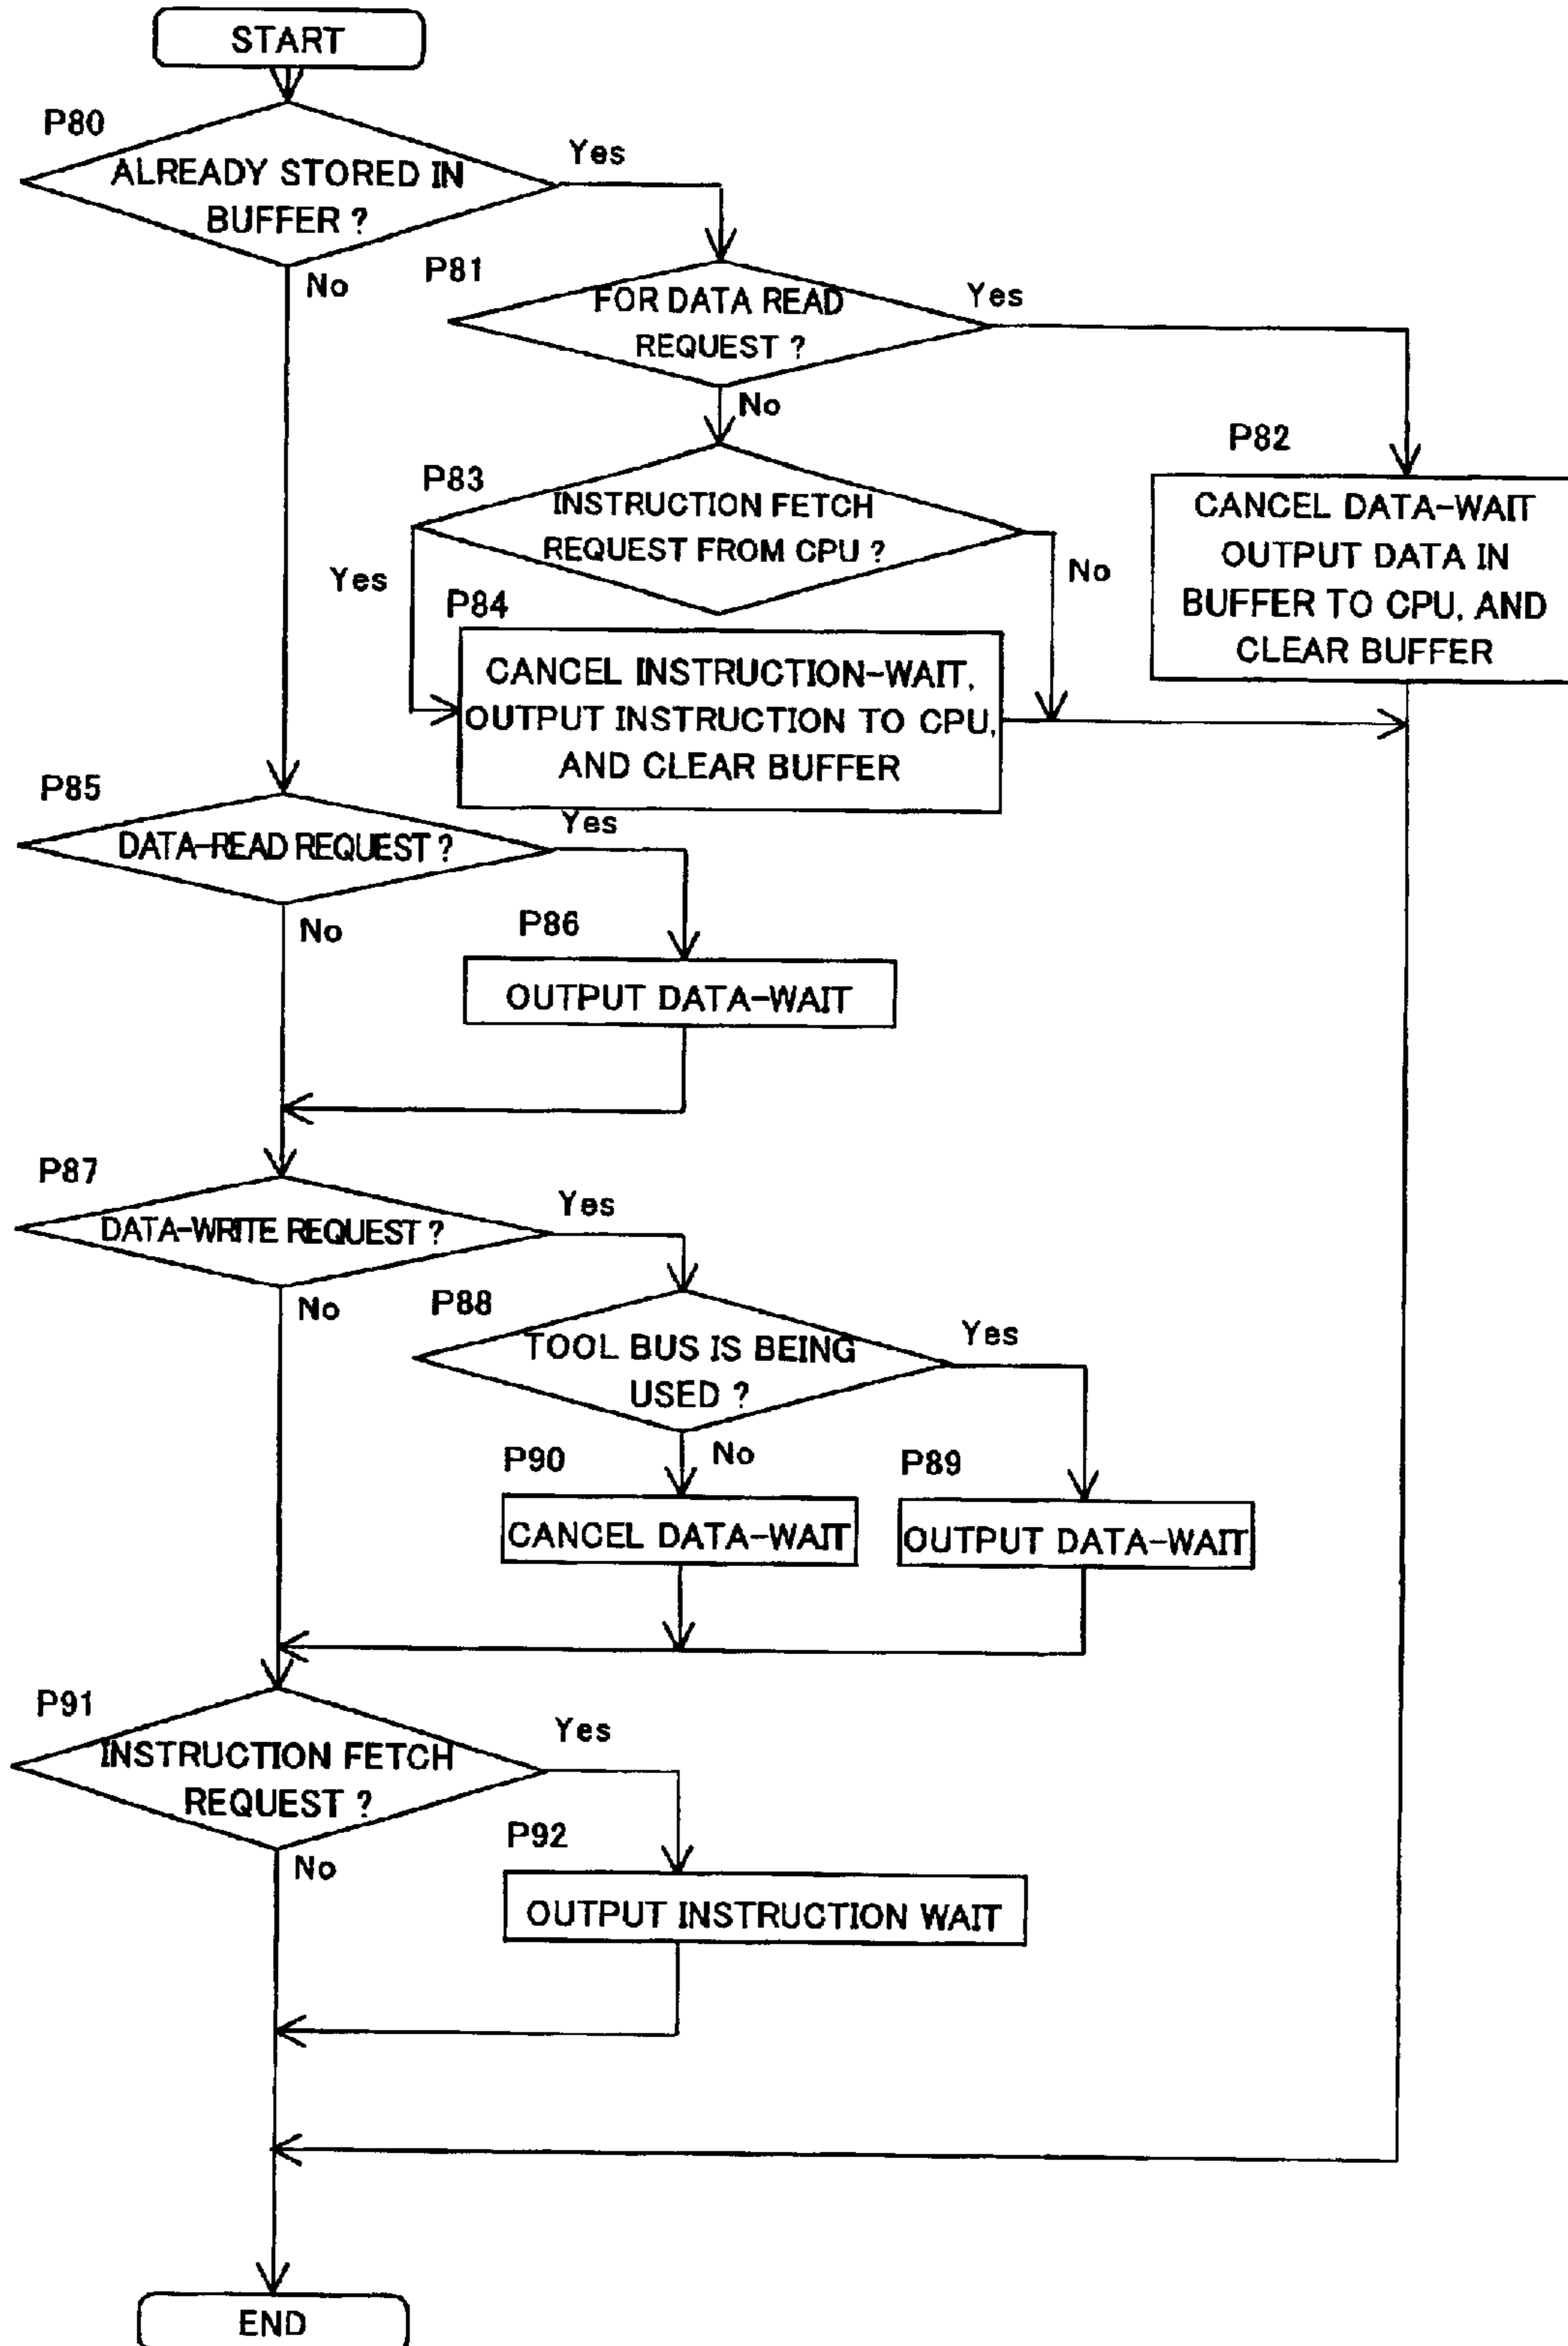 START
P80
ALREADY STORED IN
BUFFER ?
Yes
No
P81
FOR DATA READ
REQUEST ?
Yes
No
P82
CANCEL DATA-WAIT
OUTPUT DATA IN
BUFFER TO CPU, AND
CLEAR BUFFER
P83
INSTRUCTION FETCH
REQUEST FROM CPU ?
Yes
No
P84
CANCEL INSTRUCTION-WAIT,
OUTPUT INSTRUCTION TO CPU,
AND CLEAR BUFFER
P85
DATA-READ REQUEST ?
Yes
No
P86
OUTPUT DATA-WAIT
P87
DATA-WRITE REQUEST ?
Yes
No
P88
TOOL BUS IS BEING
USED ?
Yes
No
P90
CANCEL DATA-WAIT
P89
OUTPUT DATA-WAIT
P91
INSTRUCTION FETCH
REQUEST ?
Yes
No
P92
OUTPUT INSTRUCTION WAIT
END